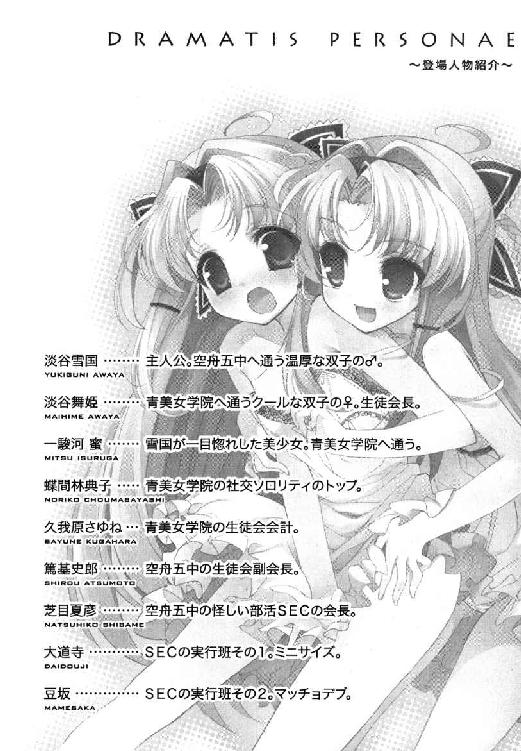 DRAMATIS PERSONAE
～登場人物紹介～
淡谷雪国 ········ 主人公。空舟五中へ通う温厚な双子の♂。
YUKIGUNI AWAYA
淡谷舞姫 ········ 青美女学院へ通うクールな双子の♀。生徒会長。
MAIHIME AWAYA
一駿河 蜜 ······· 雪国が一目惚れした美少女。青美女学院へ通う。
MITSU ISURUGA
蝶間林典子 ····· 青美女学院の社交ソロリティのトップ。
NORIKO CHOUMABAYASHI
久我原さゆね ··· 青美女学院の生徒会会計。
SAYUNE KUGAHARA
篤基史郎 ········ 空舟五中の生徒会副会長。
SHIROU ATSUMOTO
芝目夏彦 ········ 空舟五中の怪しい部活SECの会長。
NATSUHIKO SHIBAME
大道寺 ··········· SECの実行班その1。ミニサイズ。
DAIDOUJI
豆坂 ············· SECの実行班その2。マッチョデブ。
MAMESAKA